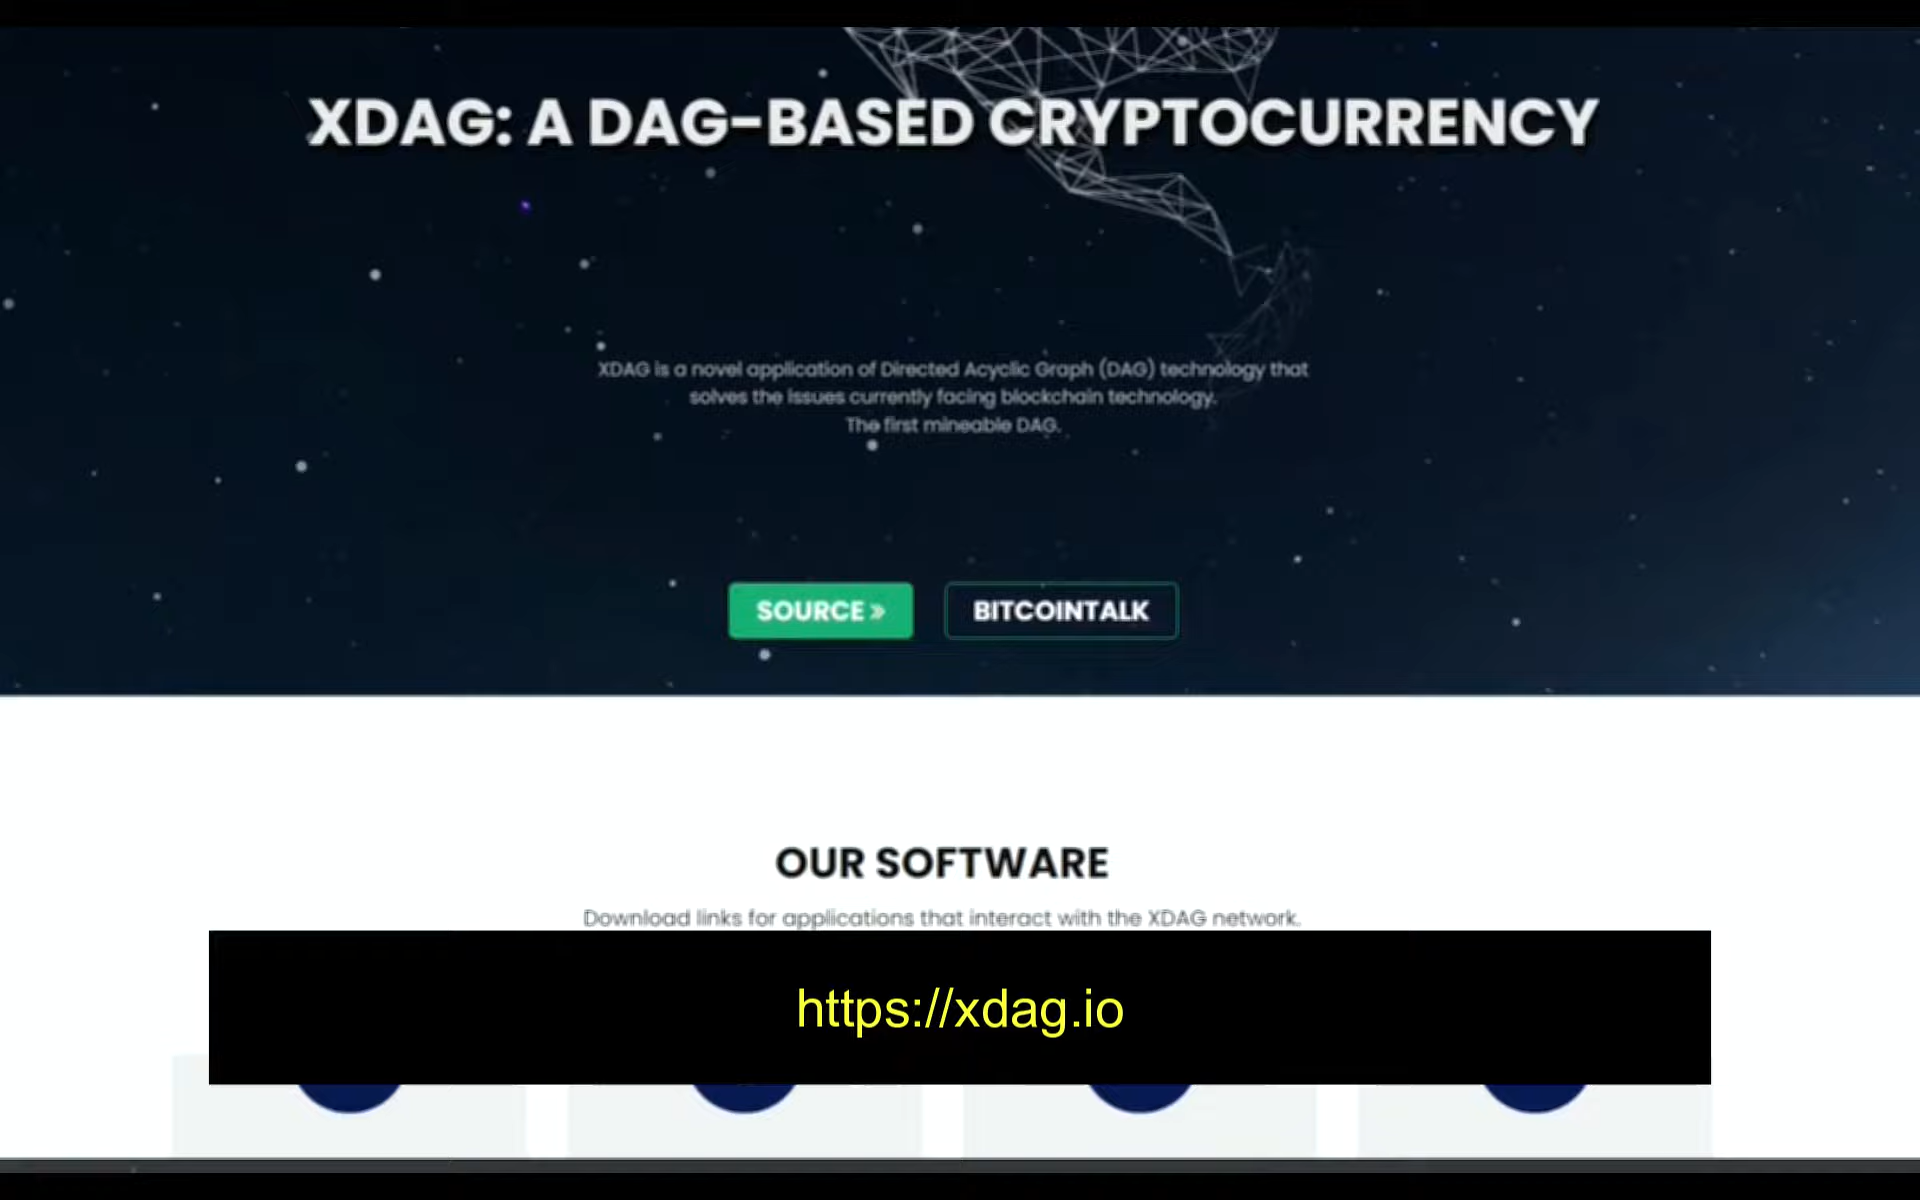 XDAG: A DAG-BASED CRYPTOCURRENCY
XDAG is a novel application of Directed Acyclic Graph (DAG) technology that
solves the issues currently facing blockchain technology.
The first mineable DAG.
SOURCE »
BITCOINTALK
OUR SOFTWARE
Download links for applications that interact with the XDAG network.
https://xdag.io